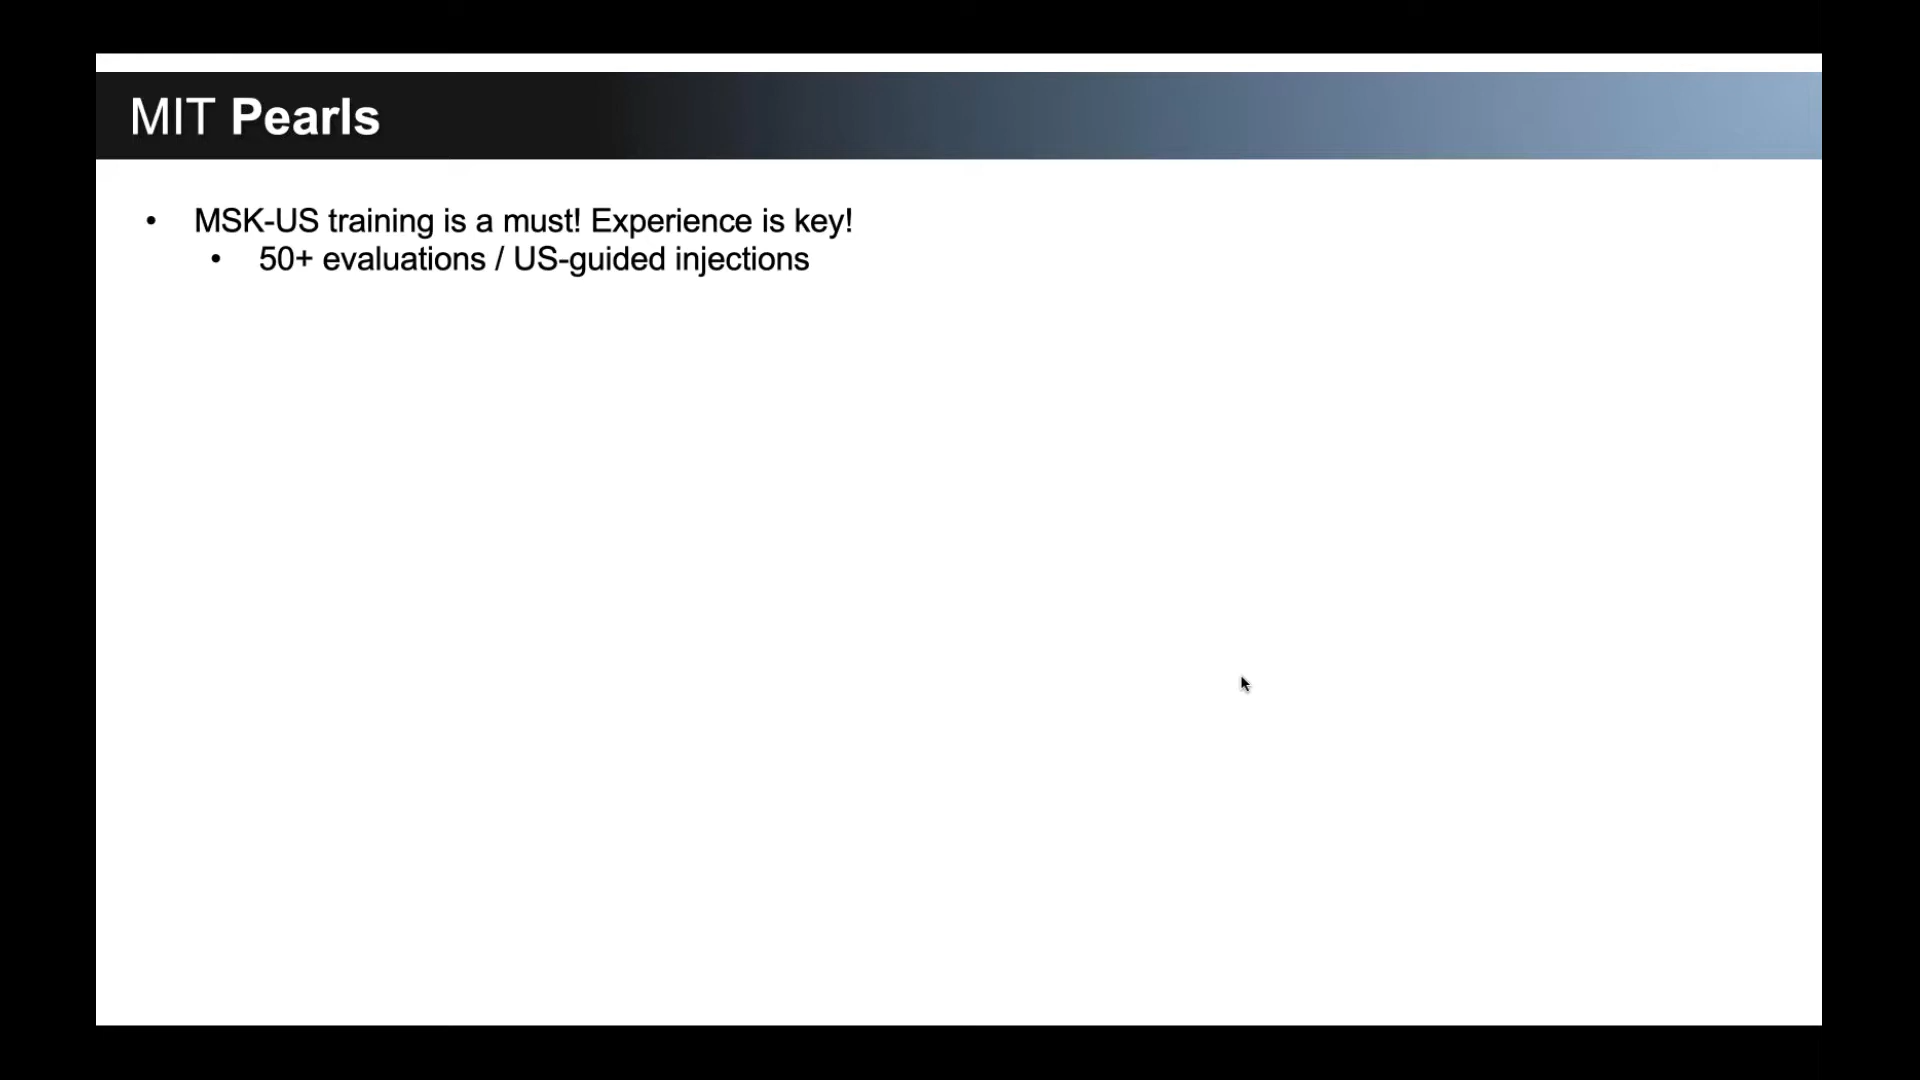 MIT Pearls
• MSK-US training is a must! Experience is key!
• 50+ evaluations / US-guided injections